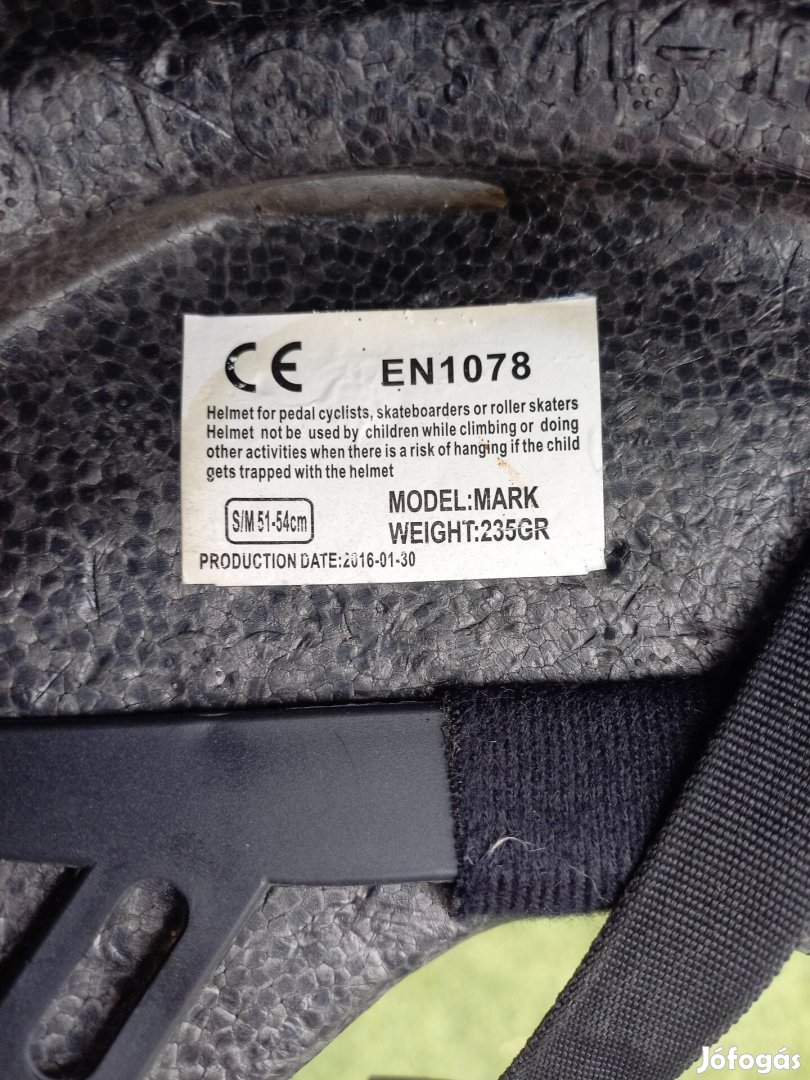 CE EN1078
Helmet for pedal cyclists, skateboarders or roller skaters
Helmet not be used by children while climbing or doing
other activities when there is a risk of hanging if the child
gets trapped with the helmet
S/M 51-54cm
MODEL:MARK
WEIGHT:235GR
PRODUCTION DATE:2016-01-30
Jófogás